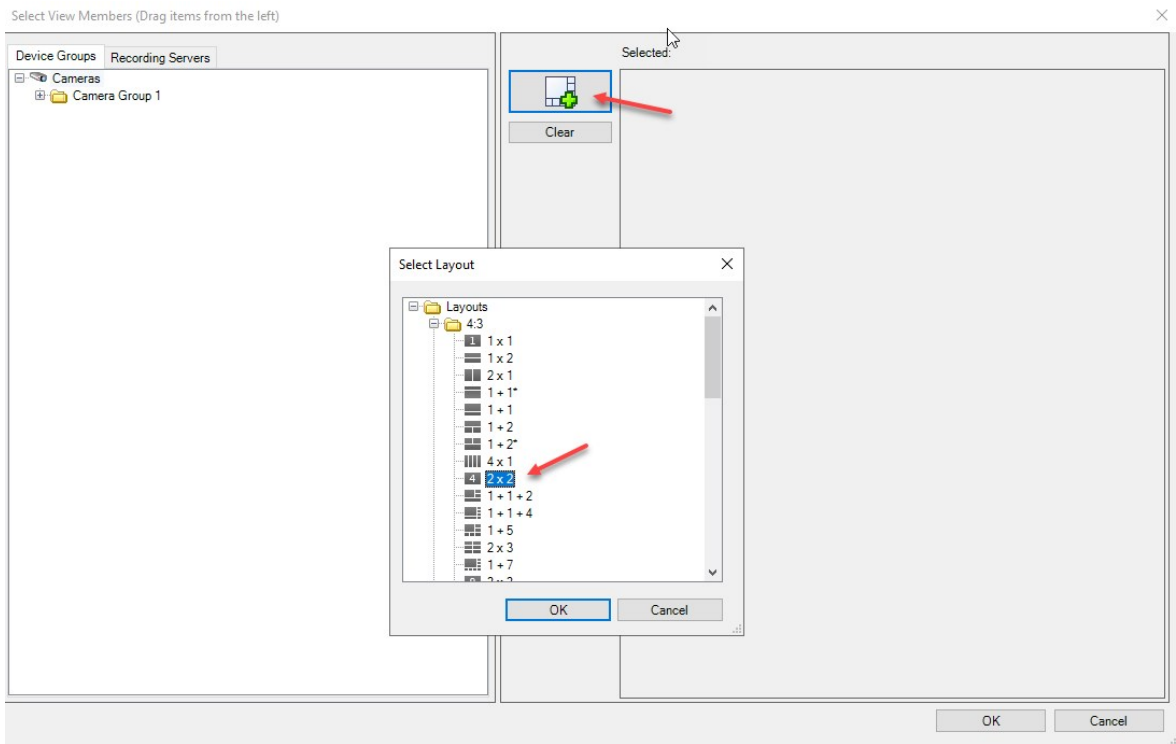 Select View Members (Drag items from the left)
Device Groups
Recording Servers
Cameras
Camera Group 1
Selected:
Clear
Select Layout
Layouts
4:3
1 1 x 1
1 x 2
2 x 1
1 + 1*
1 + 1
1 + 2
1 + 2*
4 x 1
4 2 x 2
1 + 1 + 2
1 + 1 + 4
1 + 5
2 x 3
1 + 7
OK
Cancel
OK
Cancel